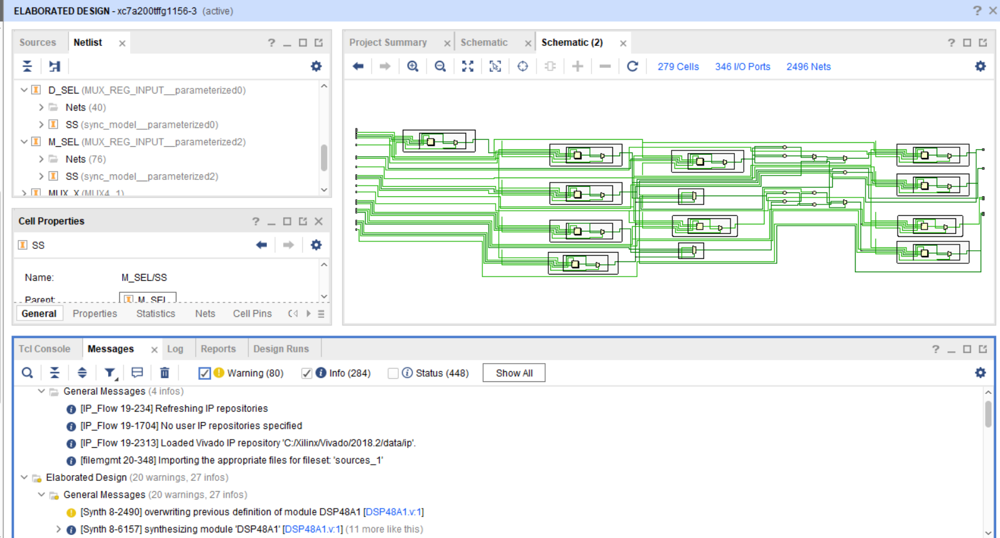 ELABORATED DESIGN - xc7a200tffg1156-3 (active)
Sources Netlist
D_SEL (MUX_REG_INPUT__parameterized0)
Nets (40)
SS (sync_model__parameterized0)
M_SEL (MUX_REG_INPUT__parameterized2)
Nets (76)
SS (sync_model__parameterized2)
MUX_X (MUX4_1)
Cell Properties
SS
Name: M_SEL/SS
Parent: M_SEL
General Properties Statistics Nets Cell Pins
Project Summary Schematic Schematic (2)
279 Cells 346 I/O Ports 2496 Nets
Tcl Console Messages Log Reports Design Runs
Warning (80) Info (284) Status (448) Show All
General Messages (4 infos)
[IP_Flow 19-234] Refreshing IP repositories
[IP_Flow 19-1704] No user IP repositories specified
[IP_Flow 19-2313] Loaded Vivado IP repository 'C:/Xilinx/Vivado/2018.2/data/ip'.
[filemgmt 20-348] Importing the appropriate files for fileset: 'sources_1'
Elaborated Design (20 warnings, 27 infos)
General Messages (20 warnings, 27 infos)
[Synth 8-2490] overwriting previous definition of module DSP48A1 [DSP48A1.v:1]
[Synth 8-6157] synthesizing module 'DSP48A1' [DSP48A1.v:1] (11 more like this)